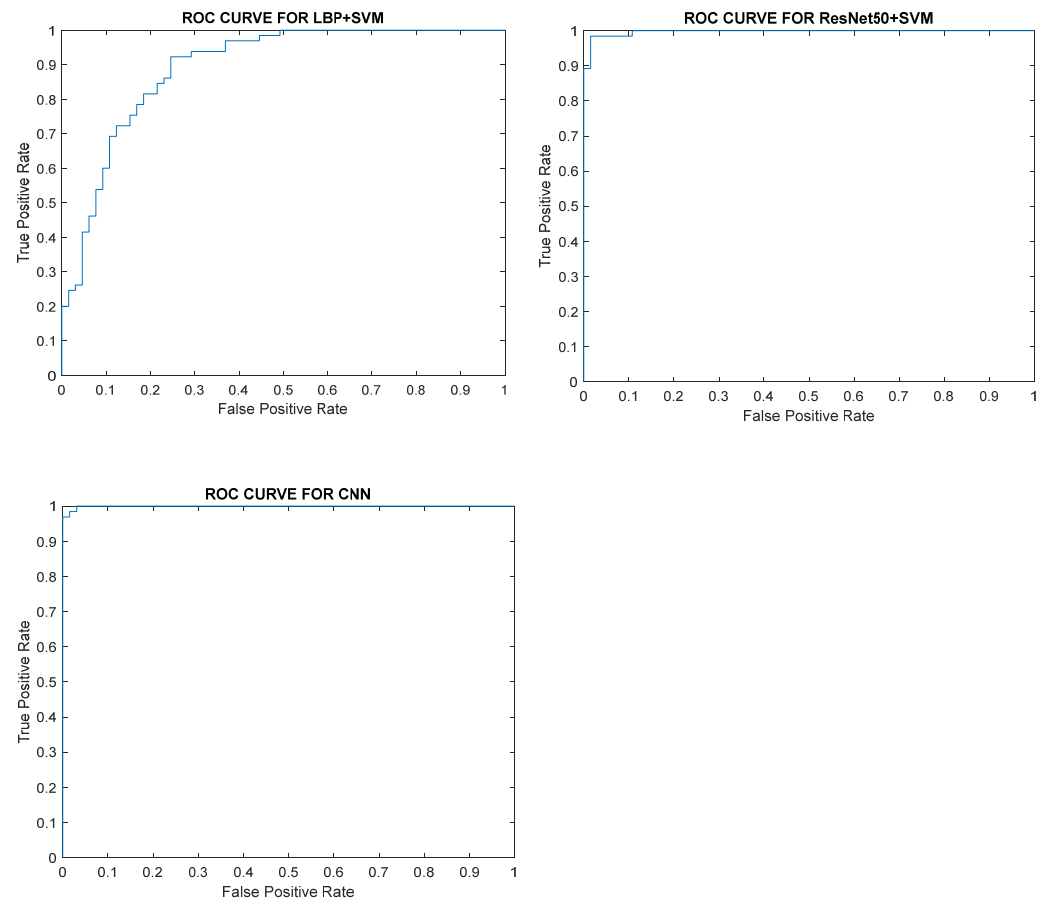 ROC CURVE FOR LBP+SVM
1
0.9
0.8
0.7
0.6
0.5
0.4
0.3
0.2
0.1
0
True Positive Rate
0 0.1 0.2 0.3 0.4 0.5 0.6 0.7 0.8 0.9 1
False Positive Rate
ROC CURVE FOR ResNet50+SVM
1
0.9
0.8
0.7
0.6
0.5
0.4
0.3
0.2
0.1
0
True Positive Rate
0 0.1 0.2 0.3 0.4 0.5 0.6 0.7 0.8 0.9 1
False Positive Rate
ROC CURVE FOR CNN
1
0.9
0.8
0.7
0.6
0.5
0.4
0.3
0.2
0.1
0
True Positive Rate
0 0.1 0.2 0.3 0.4 0.5 0.6 0.7 0.8 0.9 1
False Positive Rate